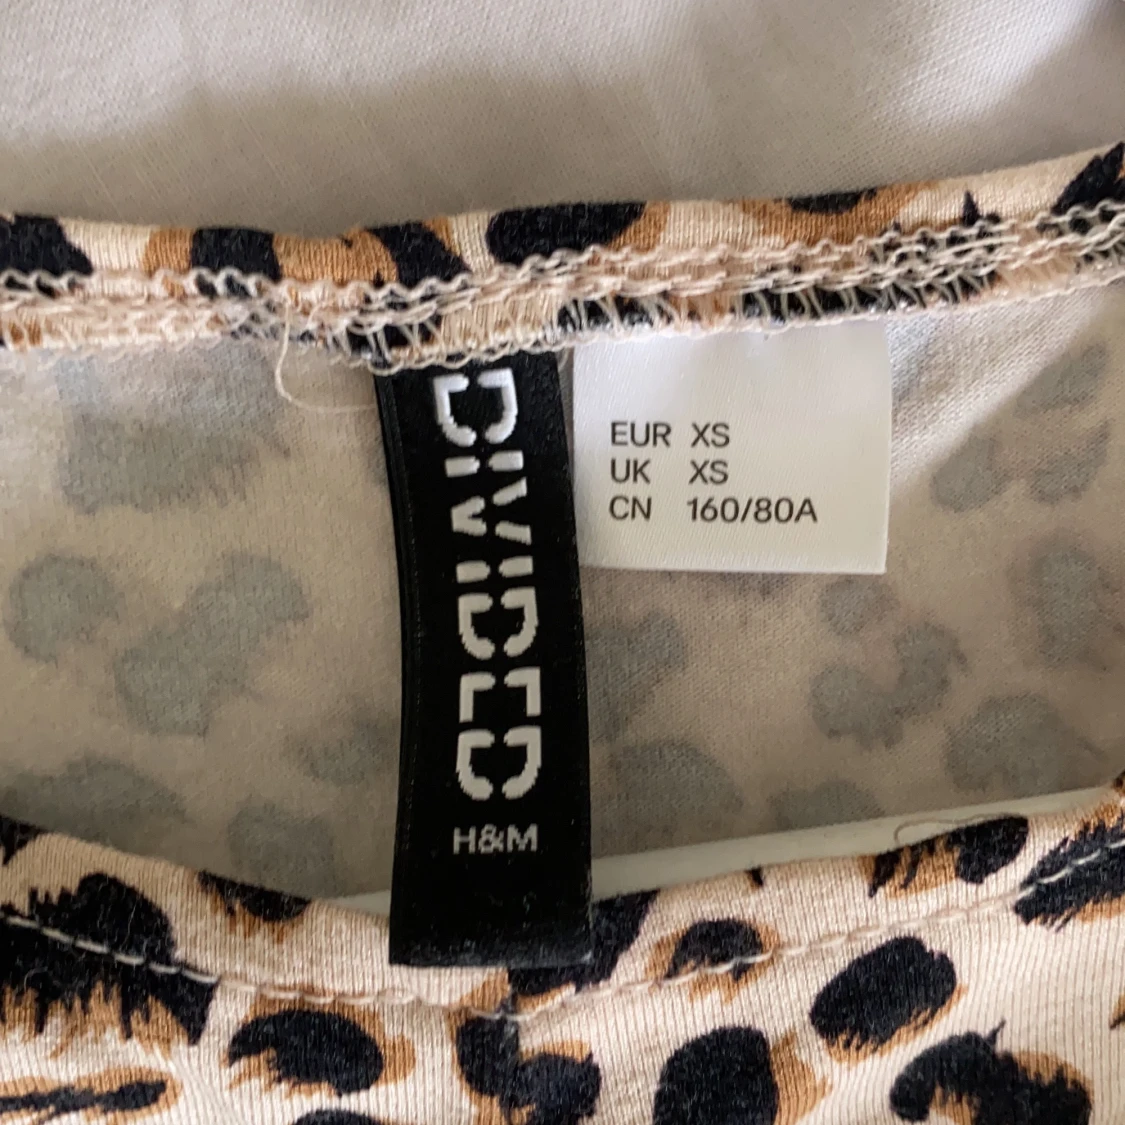 DIVIDED
H&M
EUR XS
UK XS
CN 160/80A